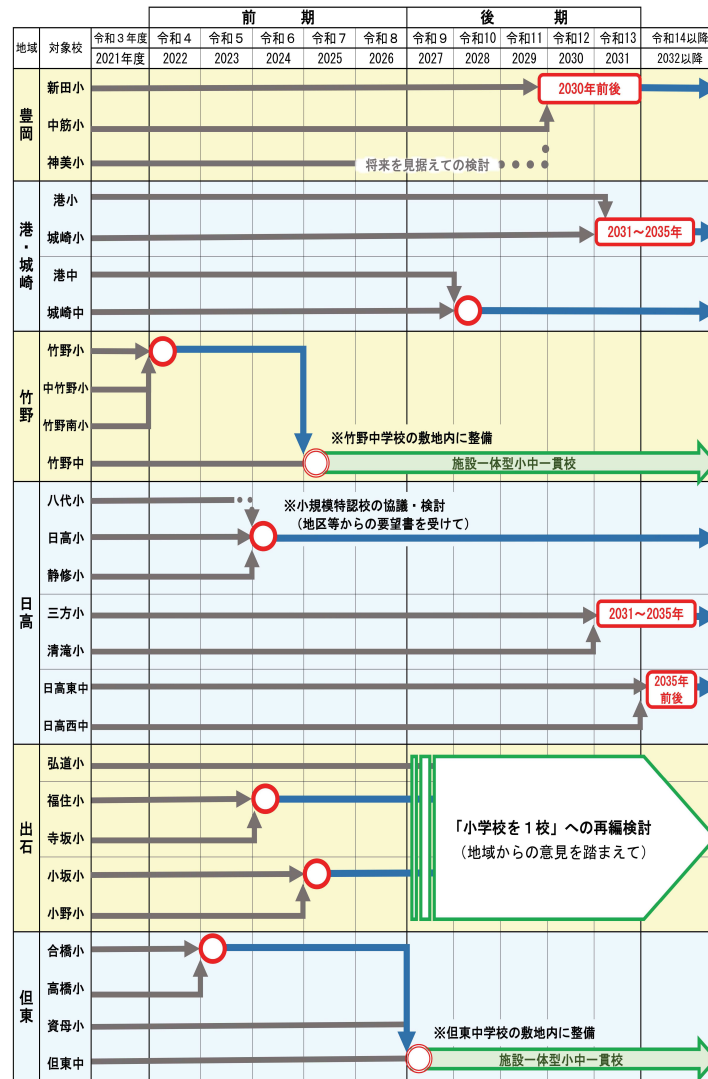 前　期
後　期
地域
対象校
令和３年度
令和４
令和５
令和６
令和７
令和８
令和９
令和10
令和11
令和12
令和13
令和14以降
2021年度
2022
2023
2024
2025
2026
2027
2028
2029
2030
2031
2032以降
豊岡
新田小
2030年前後
中筋小
神美小
将来を見据えての検討
港・城崎
港小
城崎小
2031～2035年
港中
城崎中
竹野
竹野小
中竹野小
竹野南小
※竹野中学校の敷地内に整備
竹野中
施設一体型小中一貫校
日高
八代小
※小規模特認校の協議・検討
（地区等からの要望書を受けて）
日高小
静修小
三方小
2031～2035年
清滝小
日高東中
2035年
前後
日高西中
出石
弘道小
福住小
「小学校を１校」への再編検討
（地域からの意見を踏まえて）
寺坂小
小坂小
小野小
但東
合橋小
高橋小
資母小
※但東中学校の敷地内に整備
但東中
施設一体型小中一貫校